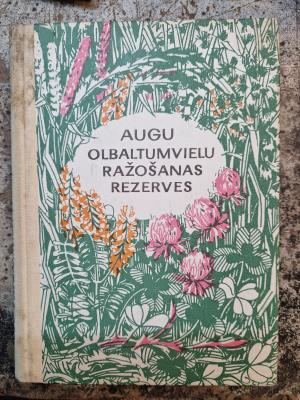 AUGU
OLBALTUMVIELU
RAŽOŠANAS
REZERVES